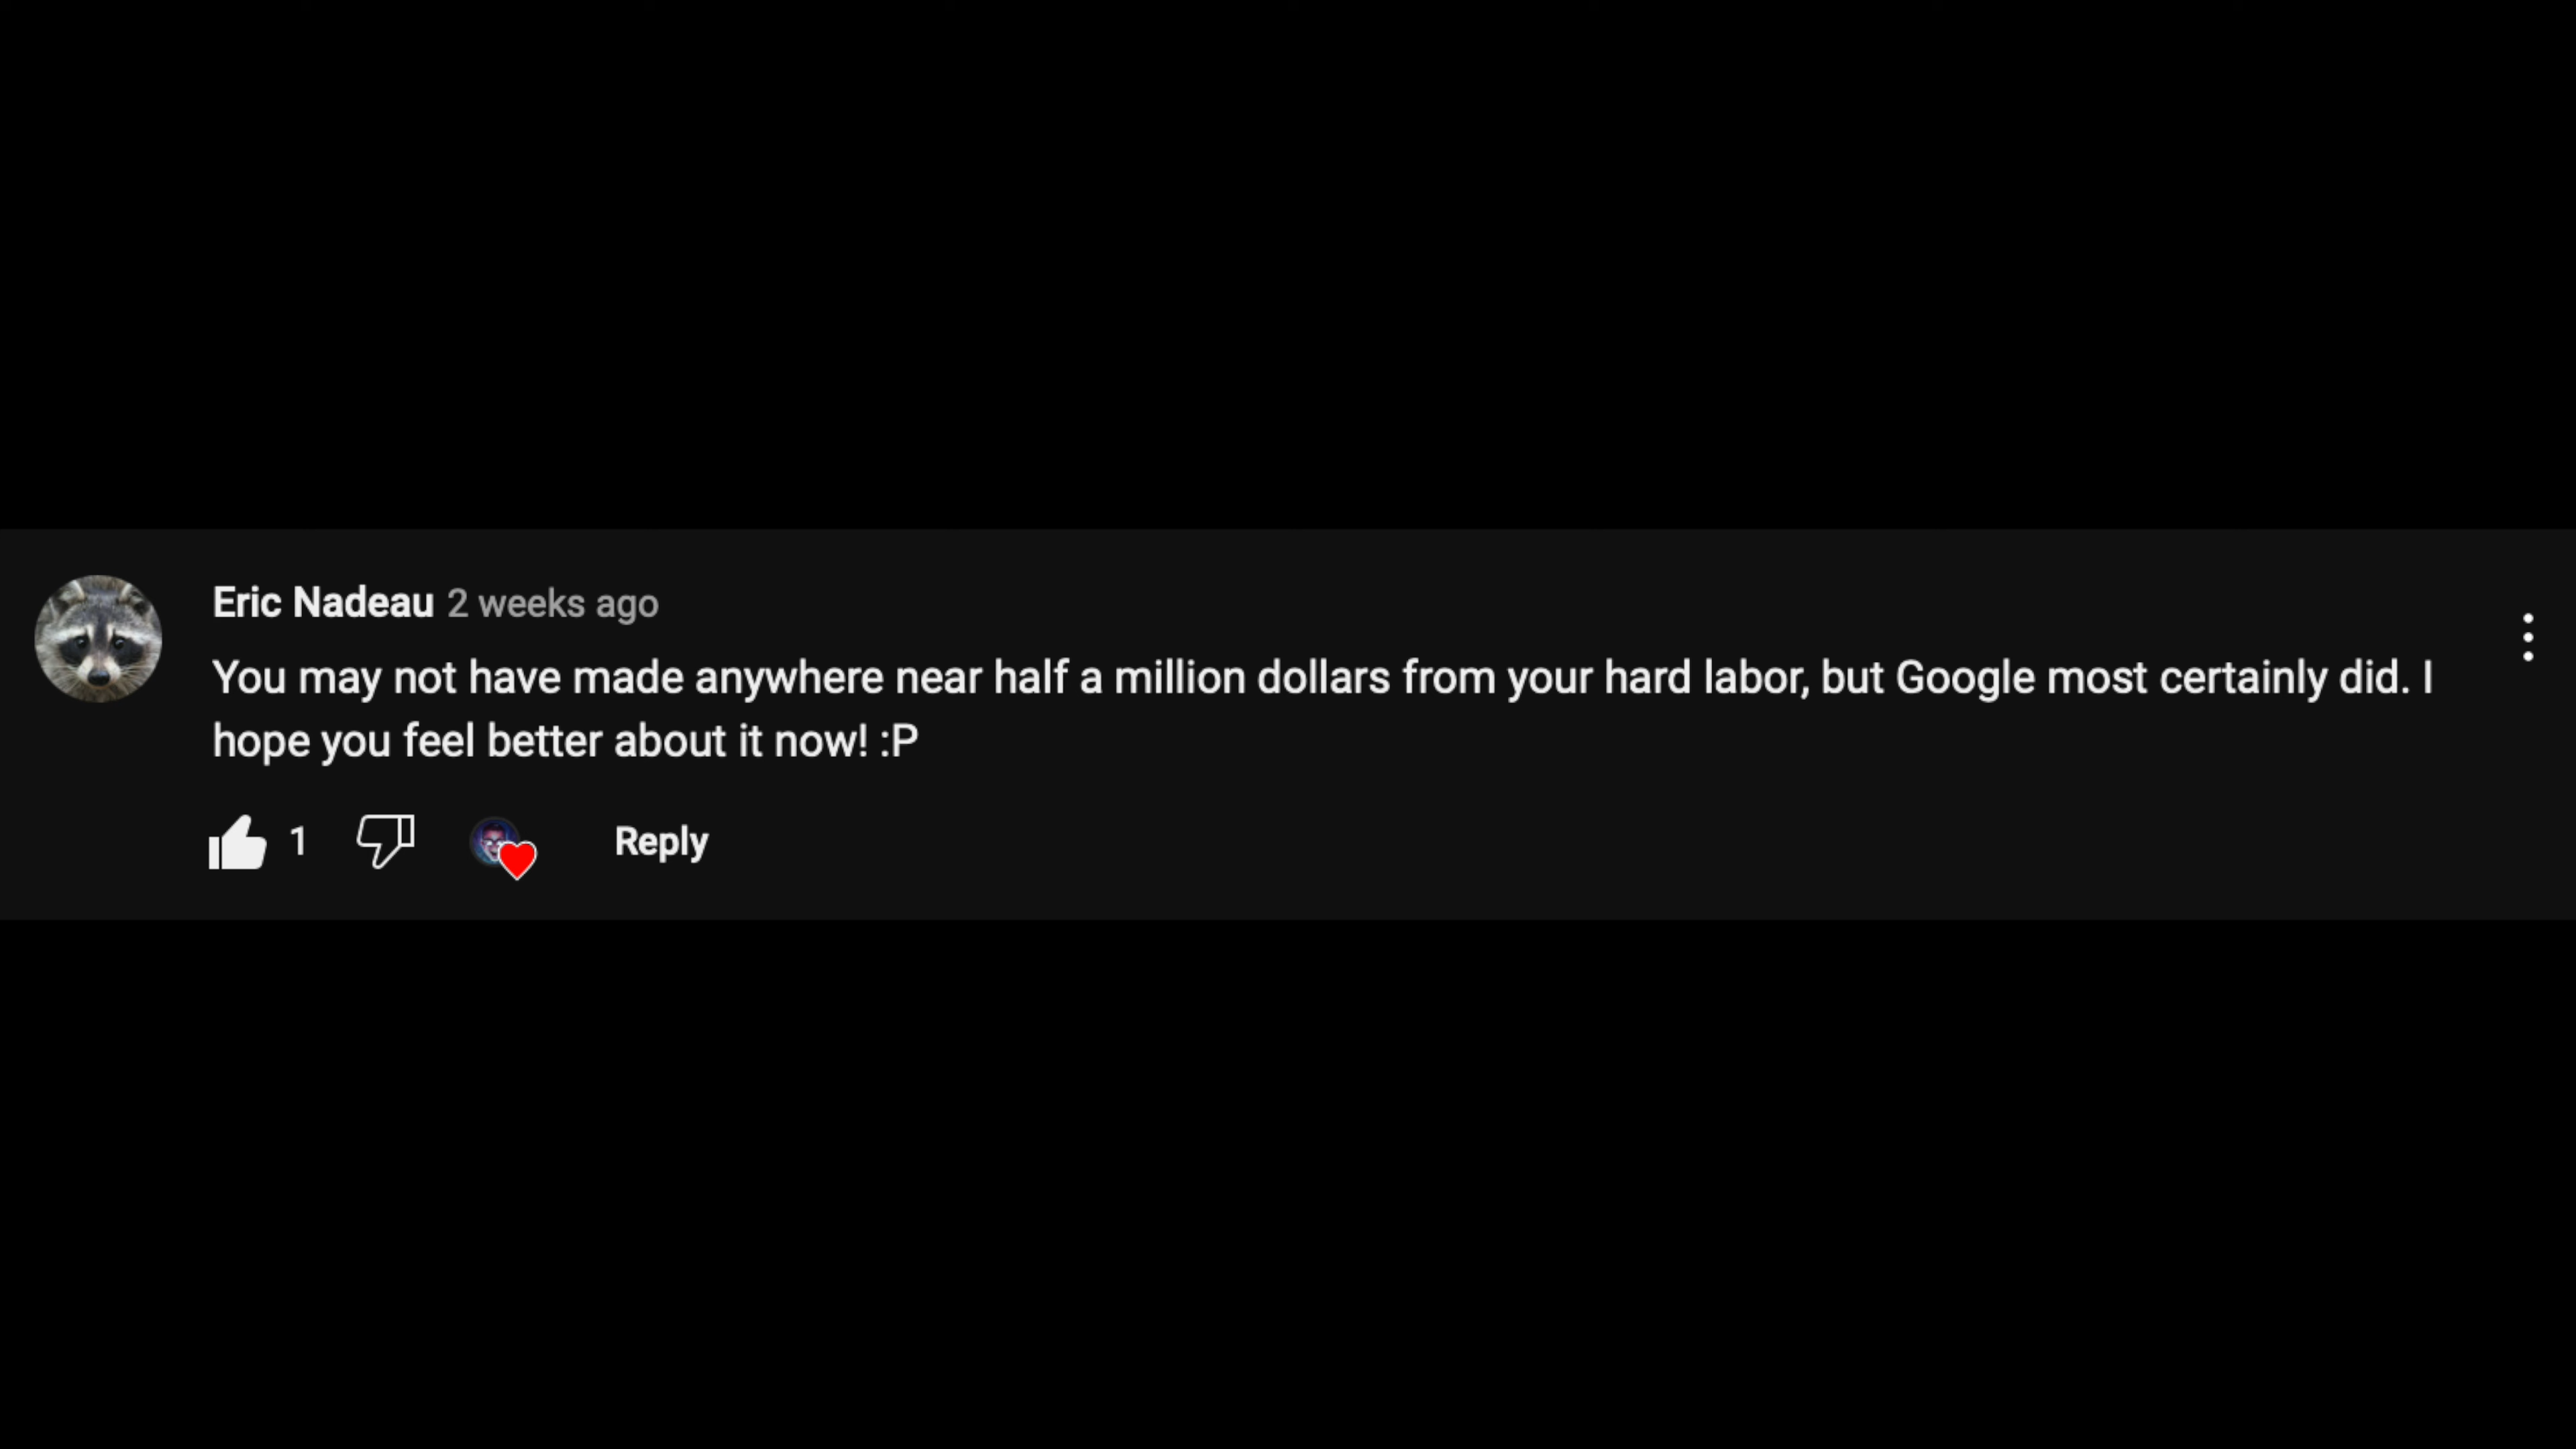 Eric Nadeau 2 weeks ago
You may not have made anywhere near half a million dollars from your hard labor, but Google most certainly did. I
hope you feel better about it now! :P
1 Reply